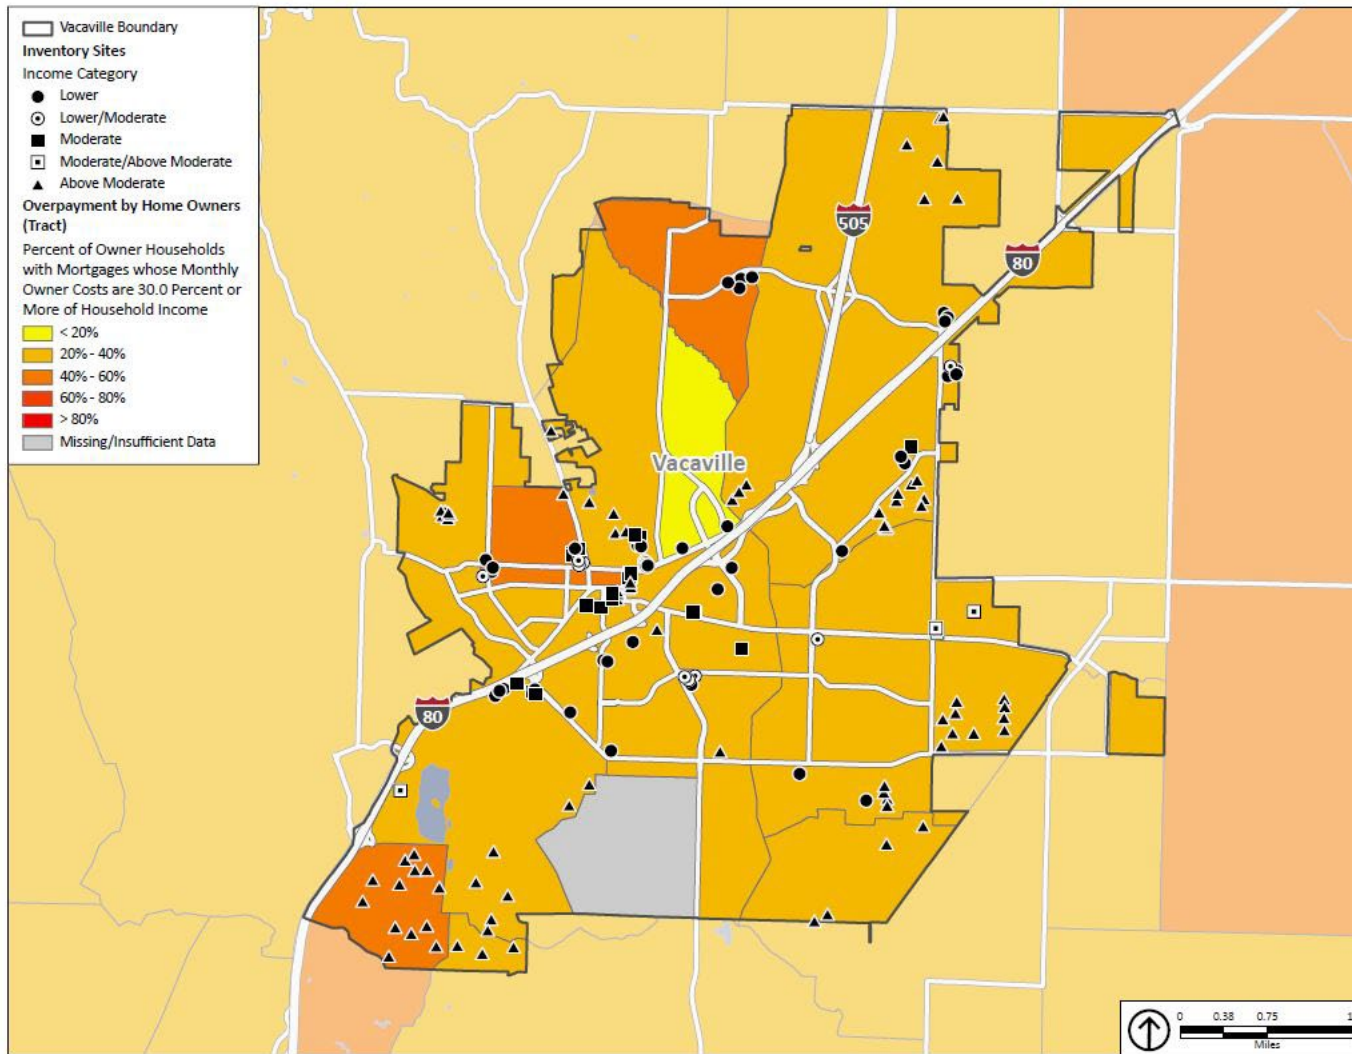 Vacaville Boundary
Inventory Sites
Income Category
Lower
Lower/Moderate
Moderate
Moderate/Above Moderate
Above Moderate
Overpayment by Home Owners
(Tract)
Percent of Owner Households
with Mortgages whose Monthly
Owner Costs are 30.0 Percent or
More of Household Income
< 20%
20% - 40%
40% - 60%
60% - 80%
> 80%
Missing/Insufficient Data
505
80
Vacaville
80
0 0.38 0.75 1
Miles